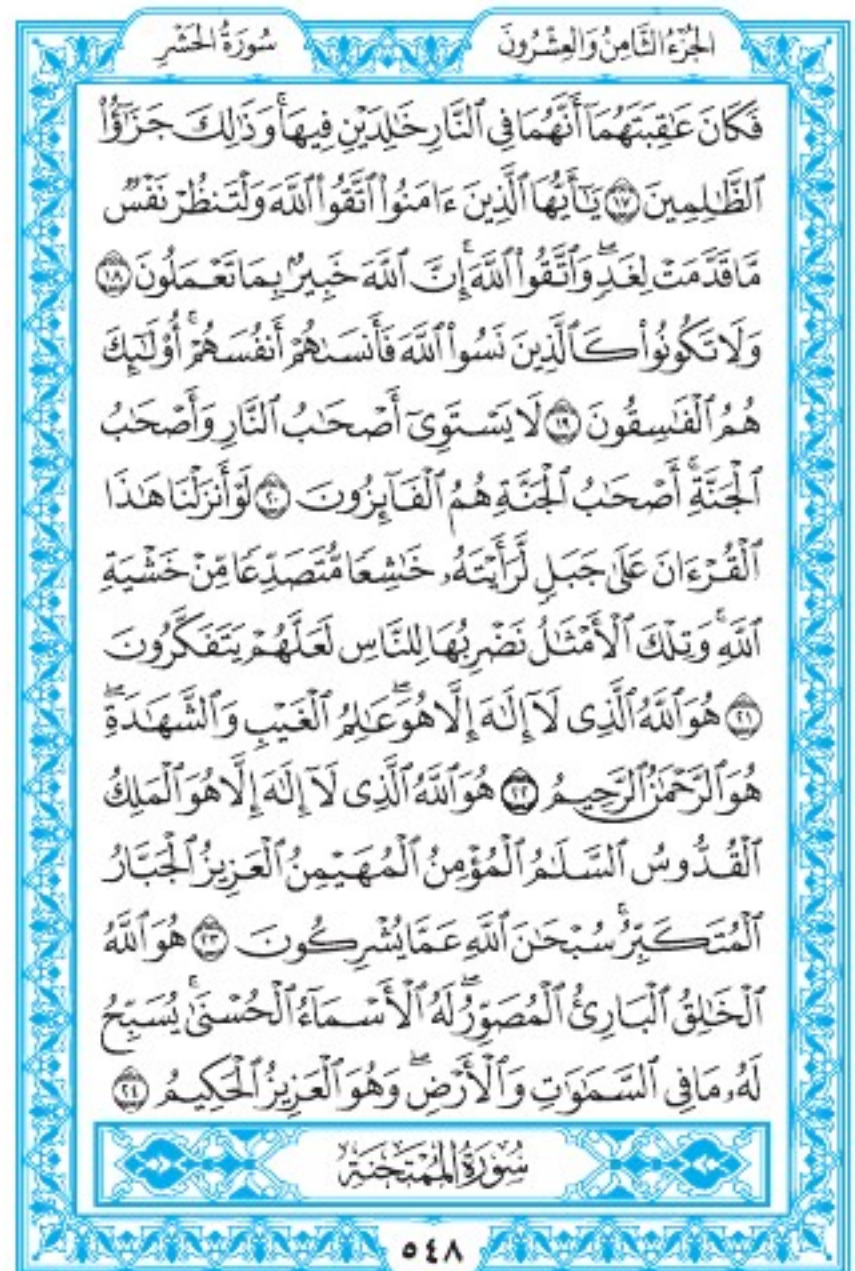 الجُزْءُ الثَّامِنُ وَالعِشْرُونَ سُورَةُ الحَشْرِ
فَكَانَ عَٰقِبَتَهُمَآ أَنَّهُمَا فِي ٱلنَّارِ خَٰلِدَيْنِ فِيهَاۚ وَذَٰلِكَ جَزَٰٓؤُاْ
ٱلظَّٰلِمِينَ ١٧ يَٰٓأَيُّهَا ٱلَّذِينَ ءَامَنُواْ ٱتَّقُواْ ٱللَّهَ وَلْتَنظُرْ نَفْسٌ
مَّا قَدَّمَتْ لِغَدٍۖ وَٱتَّقُواْ ٱللَّهَۚ إِنَّ ٱللَّهَ خَبِيرٌۢ بِمَا تَعْمَلُونَ ١٨
وَلَا تَكُونُواْ كَٱلَّذِينَ نَسُواْ ٱللَّهَ فَأَنسَىٰهُمْ أَنفُسَهُمْۚ أُوْلَٰٓئِكَ
هُمُ ٱلْفَٰسِقُونَ ١٩ لَا يَسْتَوِيٓ أَصْحَٰبُ ٱلنَّارِ وَأَصْحَٰبُ
ٱلْجَنَّةِۚ أَصْحَٰبُ ٱلْجَنَّةِ هُمُ ٱلْفَآئِزُونَ ٢٠ لَوْ أَنزَلْنَا هَٰذَا
ٱلْقُرْءَانَ عَلَىٰ جَبَلٍ لَّرَأَيْتَهُۥ خَٰشِعًا مُّتَصَدِّعًا مِّنْ خَشْيَةِ
ٱللَّهِۚ وَتِلْكَ ٱلْأَمْثَٰلُ نَضْرِبُهَا لِلنَّاسِ لَعَلَّهُمْ يَتَفَكَّرُونَ
٢١ هُوَ ٱللَّهُ ٱلَّذِي لَآ إِلَٰهَ إِلَّا هُوَۖ عَٰلِمُ ٱلْغَيْبِ وَٱلشَّهَٰدَةِۖ
هُوَ ٱلرَّحْمَٰنُ ٱلرَّحِيمُ ٢٢ هُوَ ٱللَّهُ ٱلَّذِي لَآ إِلَٰهَ إِلَّا هُوَ ٱلْمَلِكُ
ٱلْقُدُّوسُ ٱلسَّلَٰمُ ٱلْمُؤْمِنُ ٱلْمُهَيْمِنُ ٱلْعَزِيزُ ٱلْجَبَّارُ
ٱلْمُتَكَبِّرُۚ سُبْحَٰنَ ٱللَّهِ عَمَّا يُشْرِكُونَ ٢٣ هُوَ ٱللَّهُ
ٱلْخَٰلِقُ ٱلْبَارِئُ ٱلْمُصَوِّرُۖ لَهُ ٱلْأَسْمَآءُ ٱلْحُسْنَىٰۚ يُسَبِّحُ
لَهُۥ مَا فِي ٱلسَّمَٰوَٰتِ وَٱلْأَرْضِۖ وَهُوَ ٱلْعَزِيزُ ٱلْحَكِيمُ ٢٤
سُورَةُ المُمْتَحنَةِ
٥٤٨